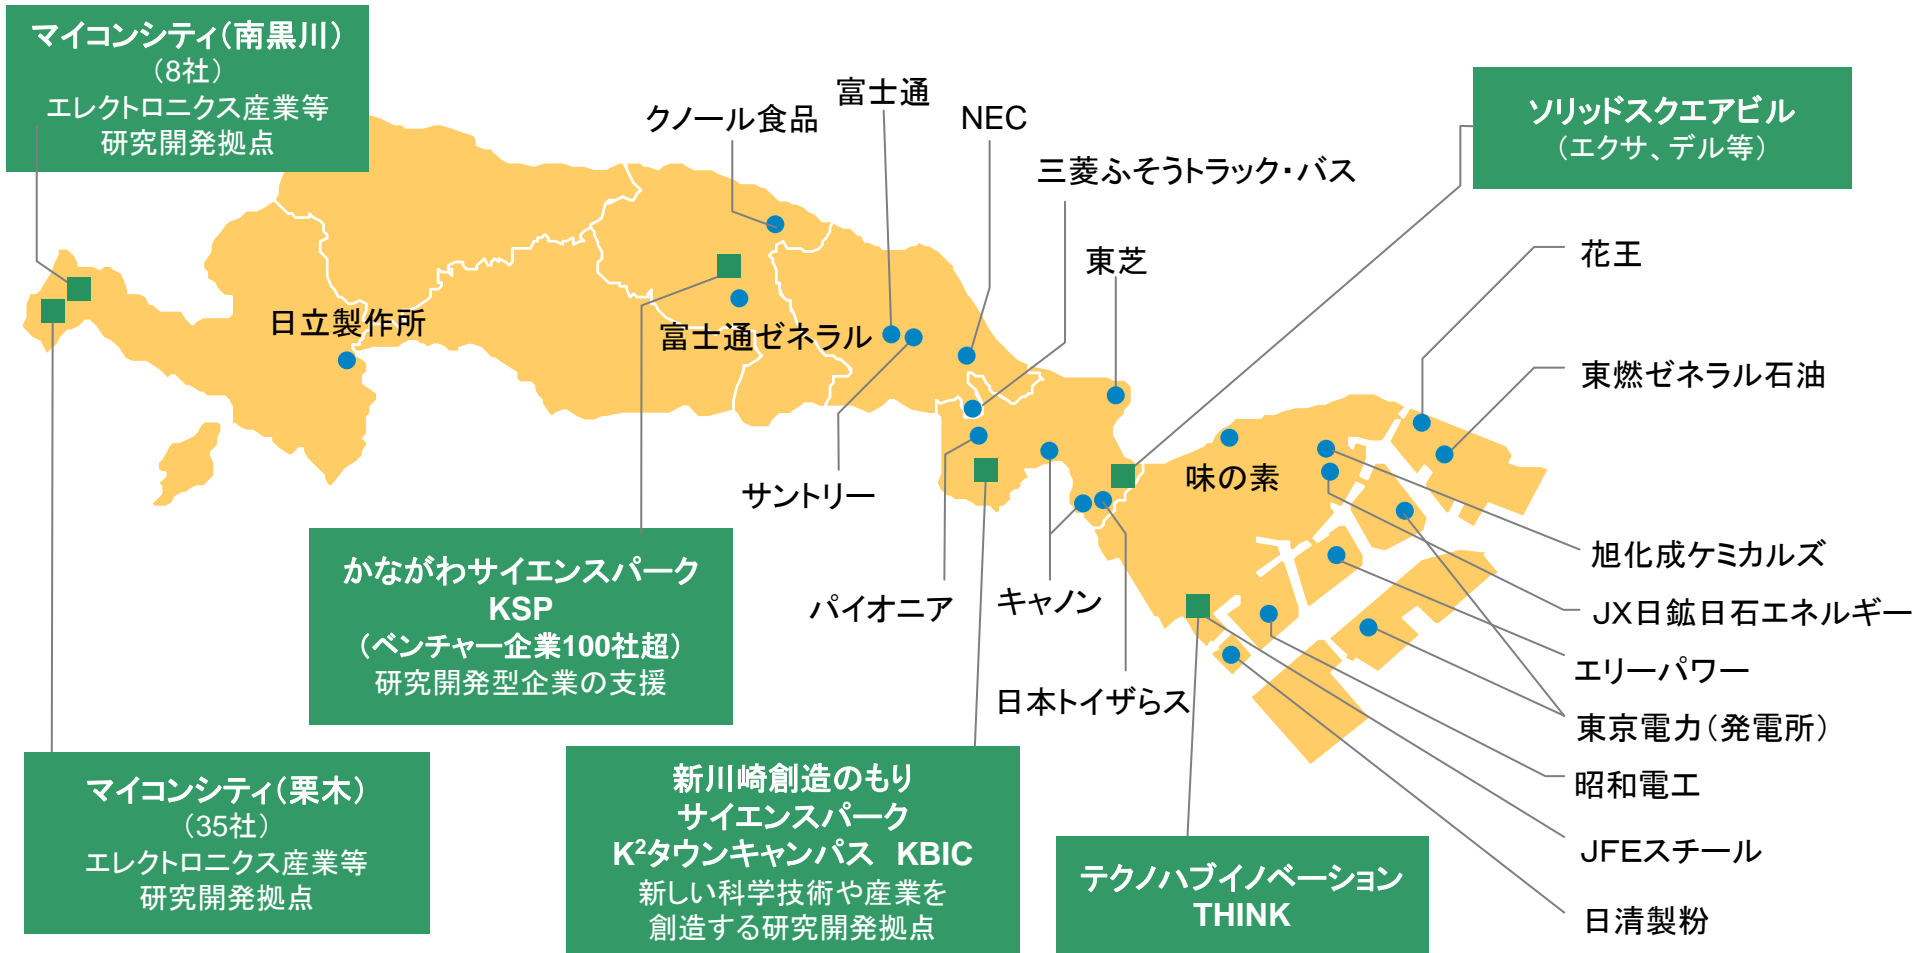 マイコンシティ(南黒川)
(8社)
エレクトロニクス産業等
研究開発拠点
クノール食品
富士通
NEC
三菱ふそうトラック・バス
東芝
ソリッドスクエアビル
(エクサ、デル等)
花王
東燃ゼネラル石油
日立製作所
富士通ゼネラル
サントリー
味の素
旭化成ケミカルズ
JX日鉱日石エネルギー
エリーパワー
東京電力(発電所)
昭和電工
JFEスチール
日清製粉
パイオニア
キャノン
日本トイザらス
かながわサイエンスパーク
KSP
(ベンチャー企業100社超)
研究開発型企業の支援
マイコンシティ(栗木)
(35社)
エレクトロニクス産業等
研究開発拠点
新川崎創造のもり
サイエンスパーク
K²タウンキャンパス KBIC
新しい科学技術や産業を
創造する研究開発拠点
テクノハブイノベーション
THINK